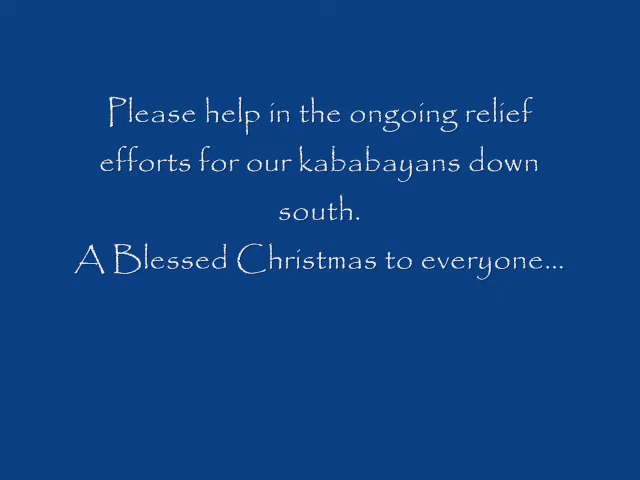 Please help in the ongoing relief
efforts for our kababayans down
south.
A Blessed Christmas to everyone...